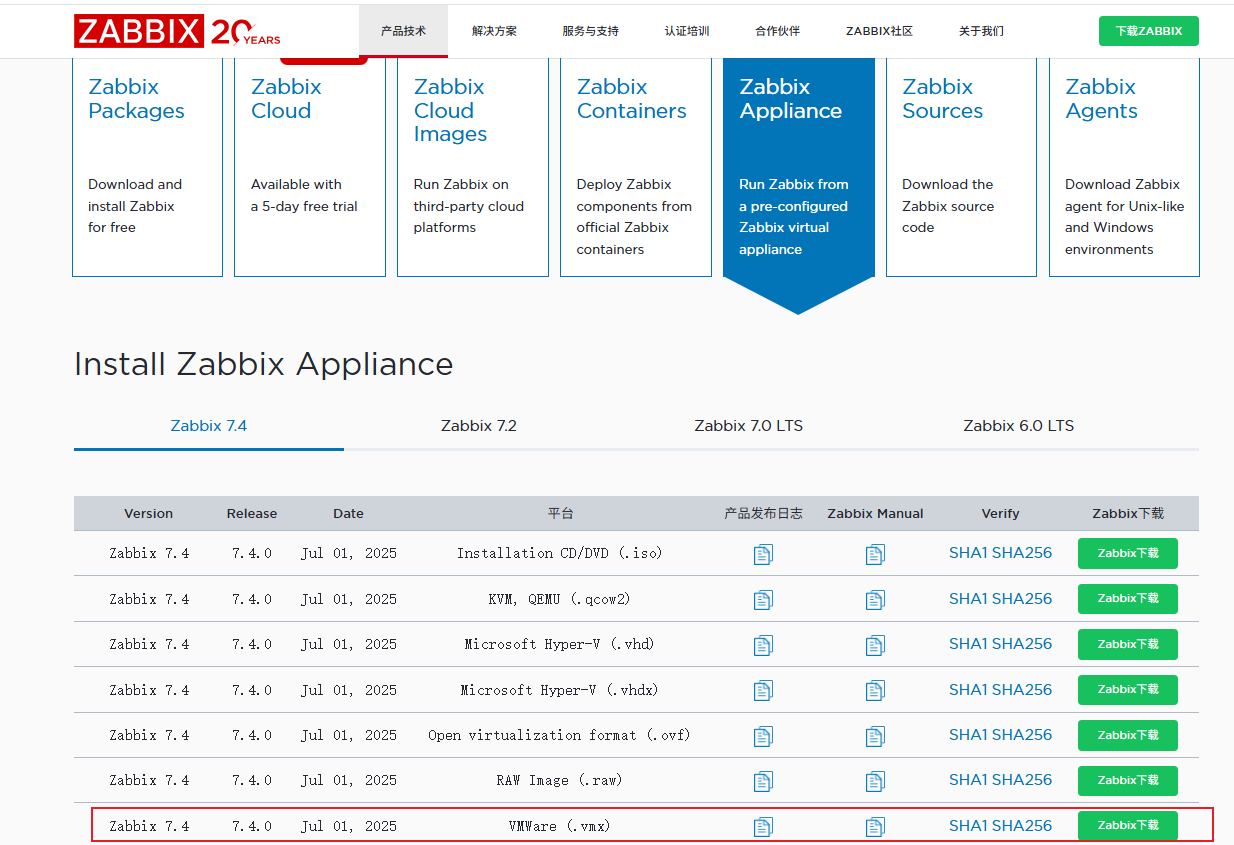 ZABBIX 20 YEARS
产品技术 解决方案 服务与支持 认证培训 合作伙伴 ZABBIX社区 关于我们 下载ZABBIX
Zabbix
Packages
Download and
install Zabbix
for free
Zabbix
Cloud
Available with
a 5-day free trial
Zabbix
Cloud
Images
Run Zabbix on
third-party cloud
platforms
Zabbix
Containers
Deploy Zabbix
components from
official Zabbix
containers
Zabbix
Appliance
Run Zabbix from
a pre-configured
Zabbix virtual
appliance
Zabbix
Sources
Download the
Zabbix source
code
Zabbix
Agents
Download Zabbix
agent for Unix-like
and Windows
environments
Install Zabbix Appliance
Zabbix 7.4 Zabbix 7.2 Zabbix 7.0 LTS Zabbix 6.0 LTS
Version Release Date 平台 产品发布日志 Zabbix Manual Verify Zabbix下载
Zabbix 7.4 7.4.0 Jul 01, 2025 Installation CD/DVD (.iso) SHA1 SHA256 Zabbix下载
Zabbix 7.4 7.4.0 Jul 01, 2025 KVM, QEMU (.qcow2) SHA1 SHA256 Zabbix下载
Zabbix 7.4 7.4.0 Jul 01, 2025 Microsoft Hyper-V (.vhd) SHA1 SHA256 Zabbix下载
Zabbix 7.4 7.4.0 Jul 01, 2025 Microsoft Hyper-V (.vhdx) SHA1 SHA256 Zabbix下载
Zabbix 7.4 7.4.0 Jul 01, 2025 Open virtualization format (.ovf) SHA1 SHA256 Zabbix下载
Zabbix 7.4 7.4.0 Jul 01, 2025 RAW Image (.raw) SHA1 SHA256 Zabbix下载
Zabbix 7.4 7.4.0 Jul 01, 2025 VMWare (.vmx) SHA1 SHA256 Zabbix下载